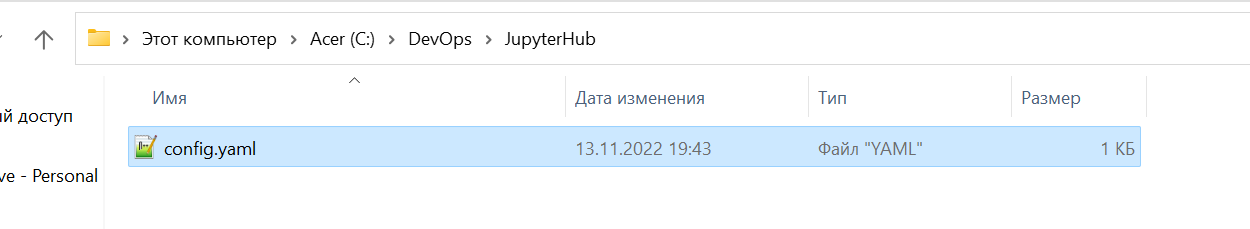 Этот компьютер > Acer (C:) > DevOps > JupyterHub
Имя Дата изменения Тип Размер
ый доступ
config.yaml 13.11.2022 19:43 Файл "YAML" 1 КБ
ve - Personal